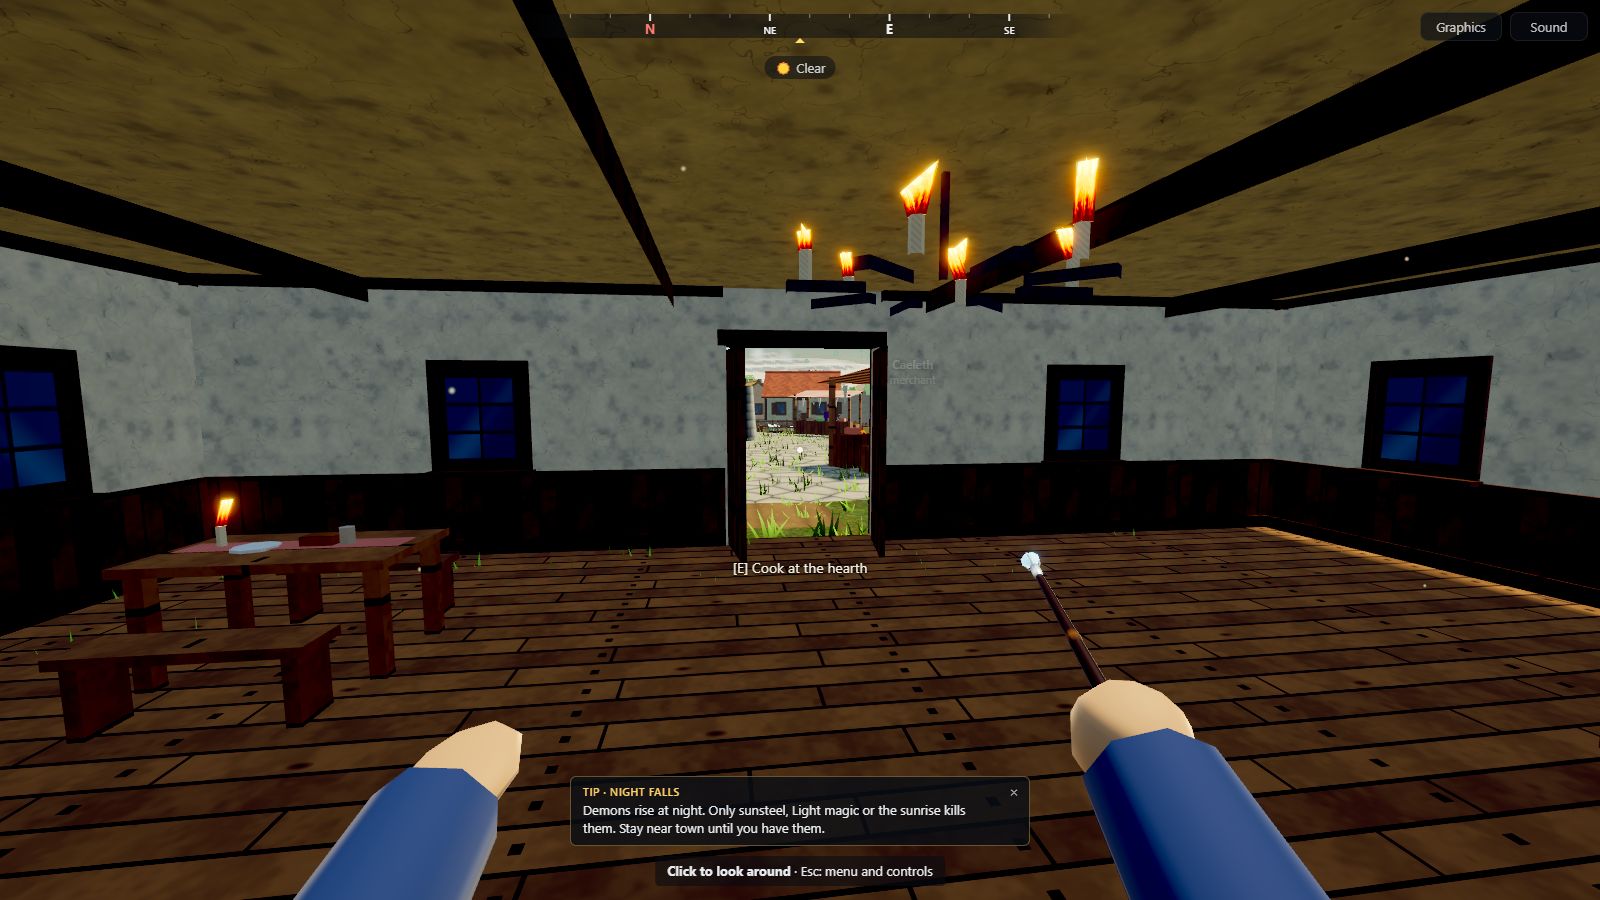 N
NE
E
SE
Graphics
Sound
Clear
Caeleth
merchant
[E] Cook at the hearth
TIP · NIGHT FALLS
×
Demons rise at night. Only sunsteel, Light magic or the sunrise kills
them. Stay near town until you have them.
Click to look around · Esc: menu and controls